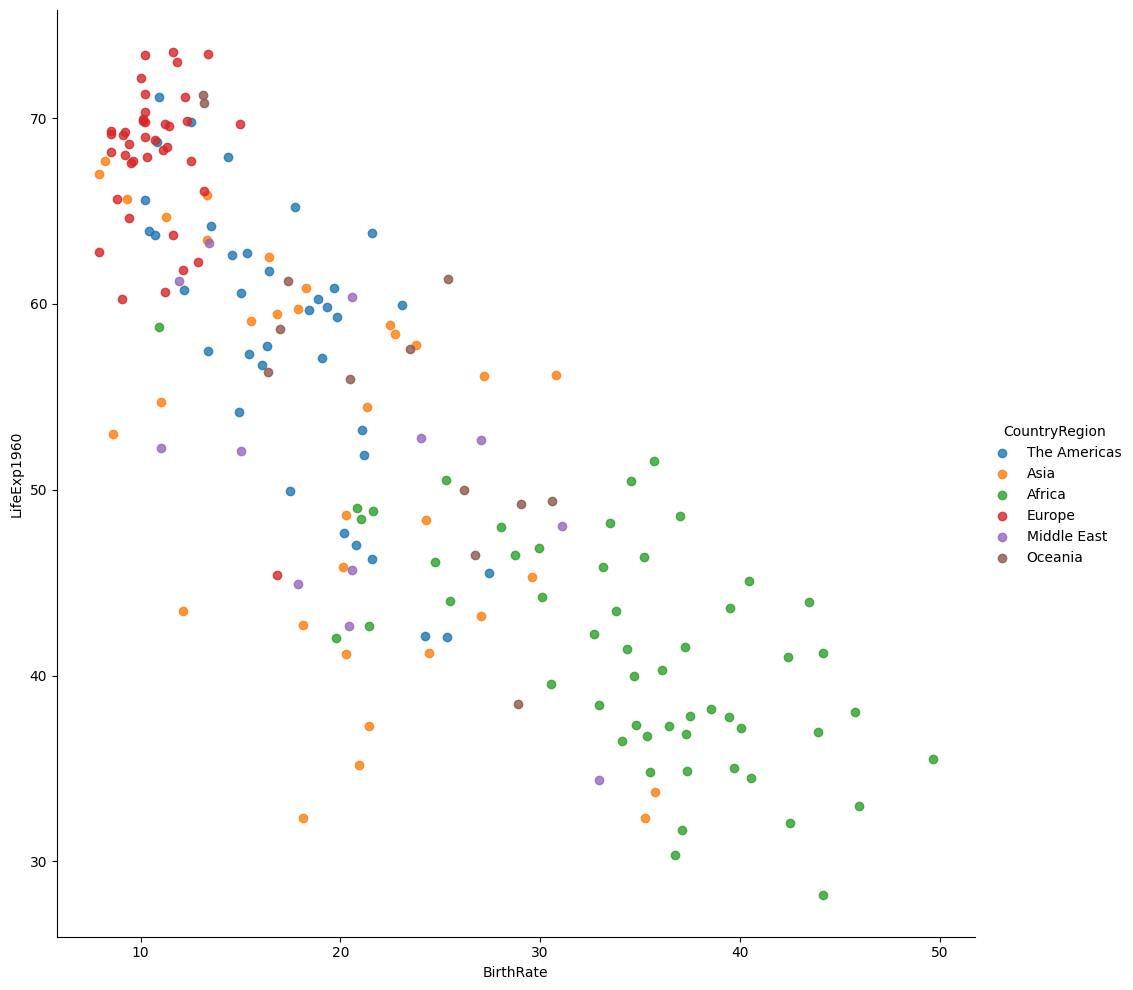 70
60
50
40
30
LifeExp1960
10 20 30 40 50
BirthRate
CountryRegion
The Americas
Asia
Africa
Europe
Middle East
Oceania